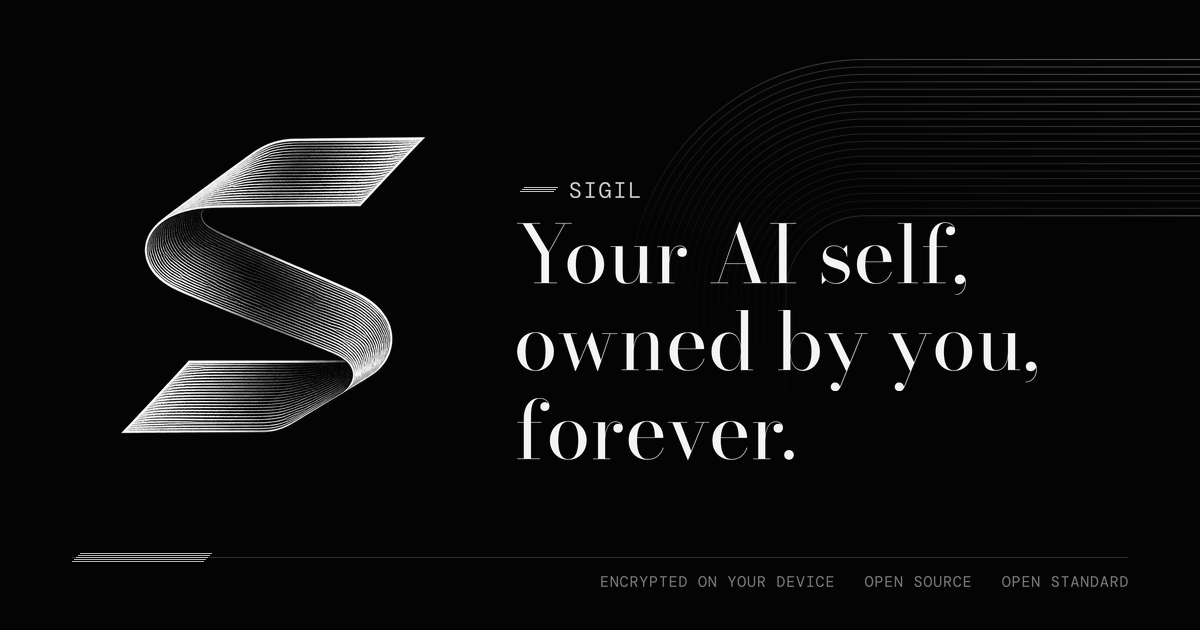 SIGIL
Your AI self,
owned by you,
forever.
ENCRYPTED ON YOUR DEVICE OPEN SOURCE OPEN STANDARD